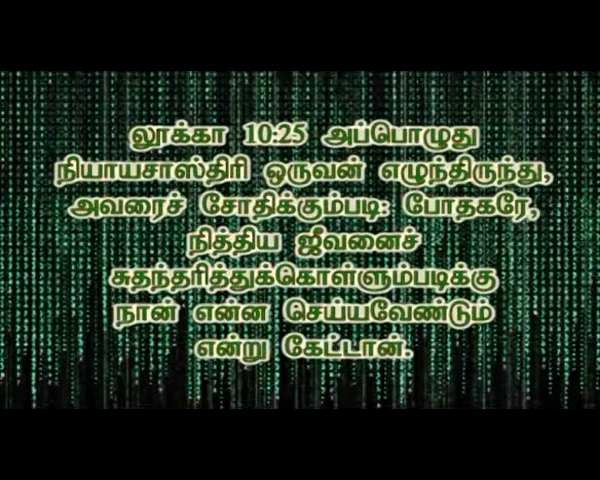 லூக்கா 10:25 அப்பொழுது
நியாயசாஸ்திரி ஒருவன் எழுந்திருந்து,
அவரைச் சோதிக்கும்படி: போதகரே,
நித்திய ஜீவனைச்
சுதந்தரித்துக்கொள்ளும்படிக்கு
நான் என்ன செய்யவேண்டும்
என்று கேட்டான்.